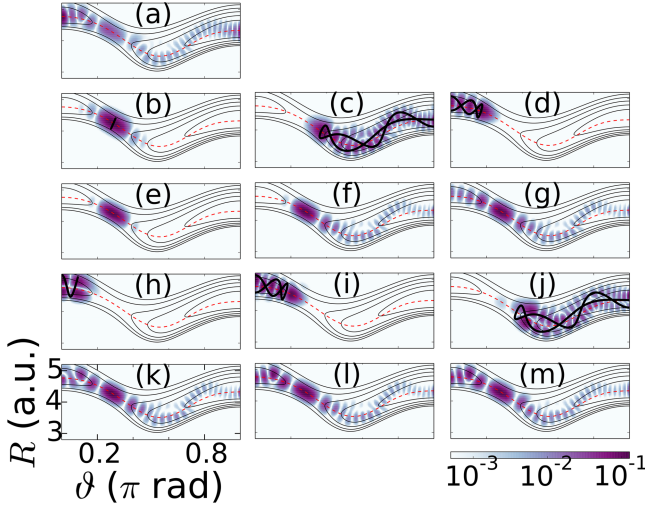 (a)
(b) (c) (d)
(e) (f) (g)
(h) (i) (j)
(k) (l) (m)
R (a.u.)
5
4
3
0.2 0.8
ϑ (π rad)
10⁻³ 10⁻² 10⁻¹